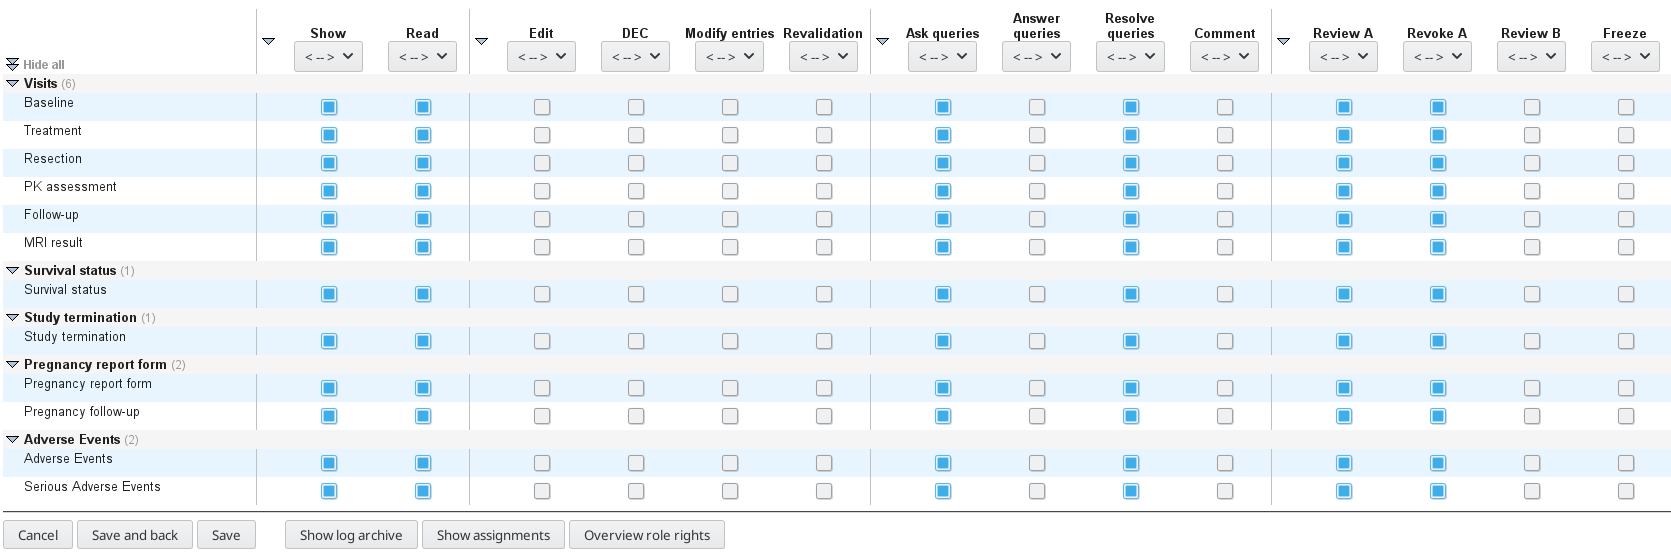 Show Read Edit DEC Modify entries Revalidation Ask queries Answer queries Resolve queries Comment Review A Revoke A Review B Freeze
< -- > < -- > < -- > < -- > < -- > < -- > < -- > < -- > < -- > < -- > < -- > < -- > < -- > < -- >
Hide all
Visits (6)
Baseline
Treatment
Resection
PK assessment
Follow-up
MRI result
Survival status (1)
Survival status
Study termination (1)
Study termination
Pregnancy report form (2)
Pregnancy report form
Pregnancy follow-up
Adverse Events (2)
Adverse Events
Serious Adverse Events
Cancel Save and back Save Show log archive Show assignments Overview role rights